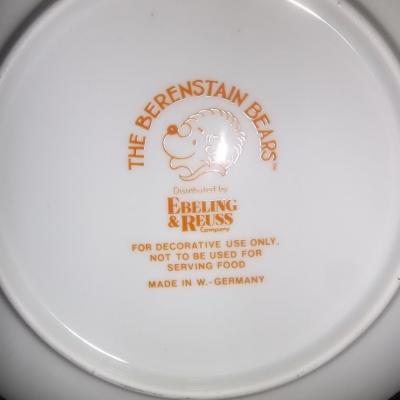 THE BERENSTAIN BEARS™
Distributed by
EBELING
& REUSS
Company
FOR DECORATIVE USE ONLY.
NOT TO BE USED FOR
SERVING FOOD
MADE IN W.-GERMANY